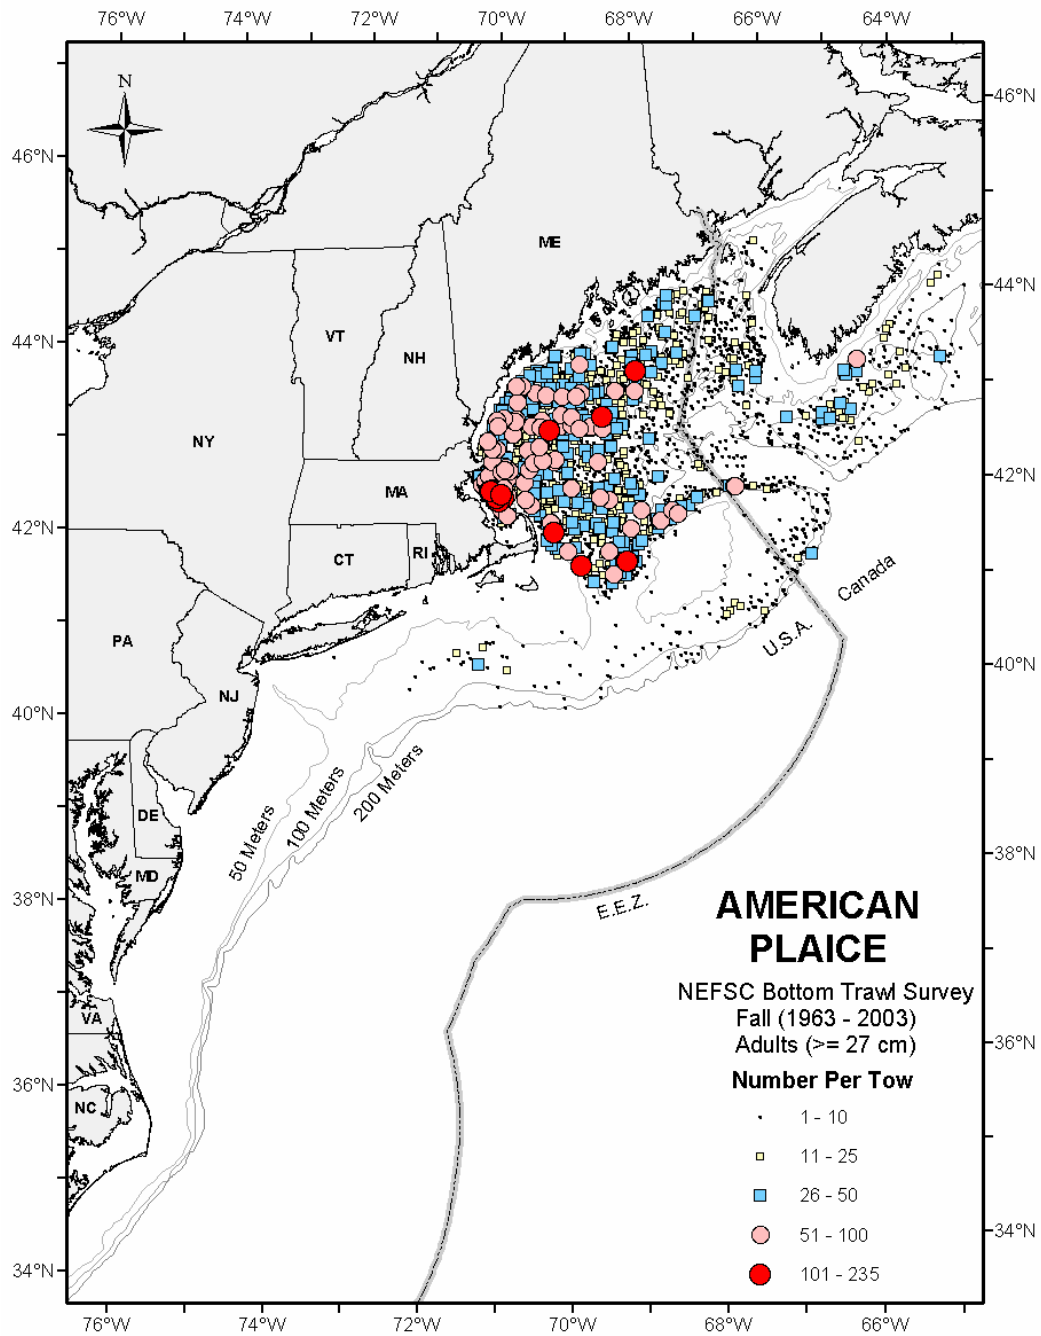 76°W 74°W 72°W 70°W 68°W 66°W 64°W
N
46°N
46°N
ME
44°N
44°N
VT
NH
NY
MA
42°N
42°N
CT
RI
Canada
U.S.A.
PA
40°N
NJ
40°N
50 Meters
100 Meters
200 Meters
DE
MD
38°N
38°N
E.E.Z.
AMERICAN
PLAICE
NEFSC Bottom Trawl Survey
Fall (1963 - 2003)
Adults (>= 27 cm)
VA
36°N
36°N
Number Per Tow
NC
1 - 10
11 - 25
26 - 50
51 - 100
101 - 235
34°N
34°N
76°W 74°W 72°W 70°W 68°W 66°W